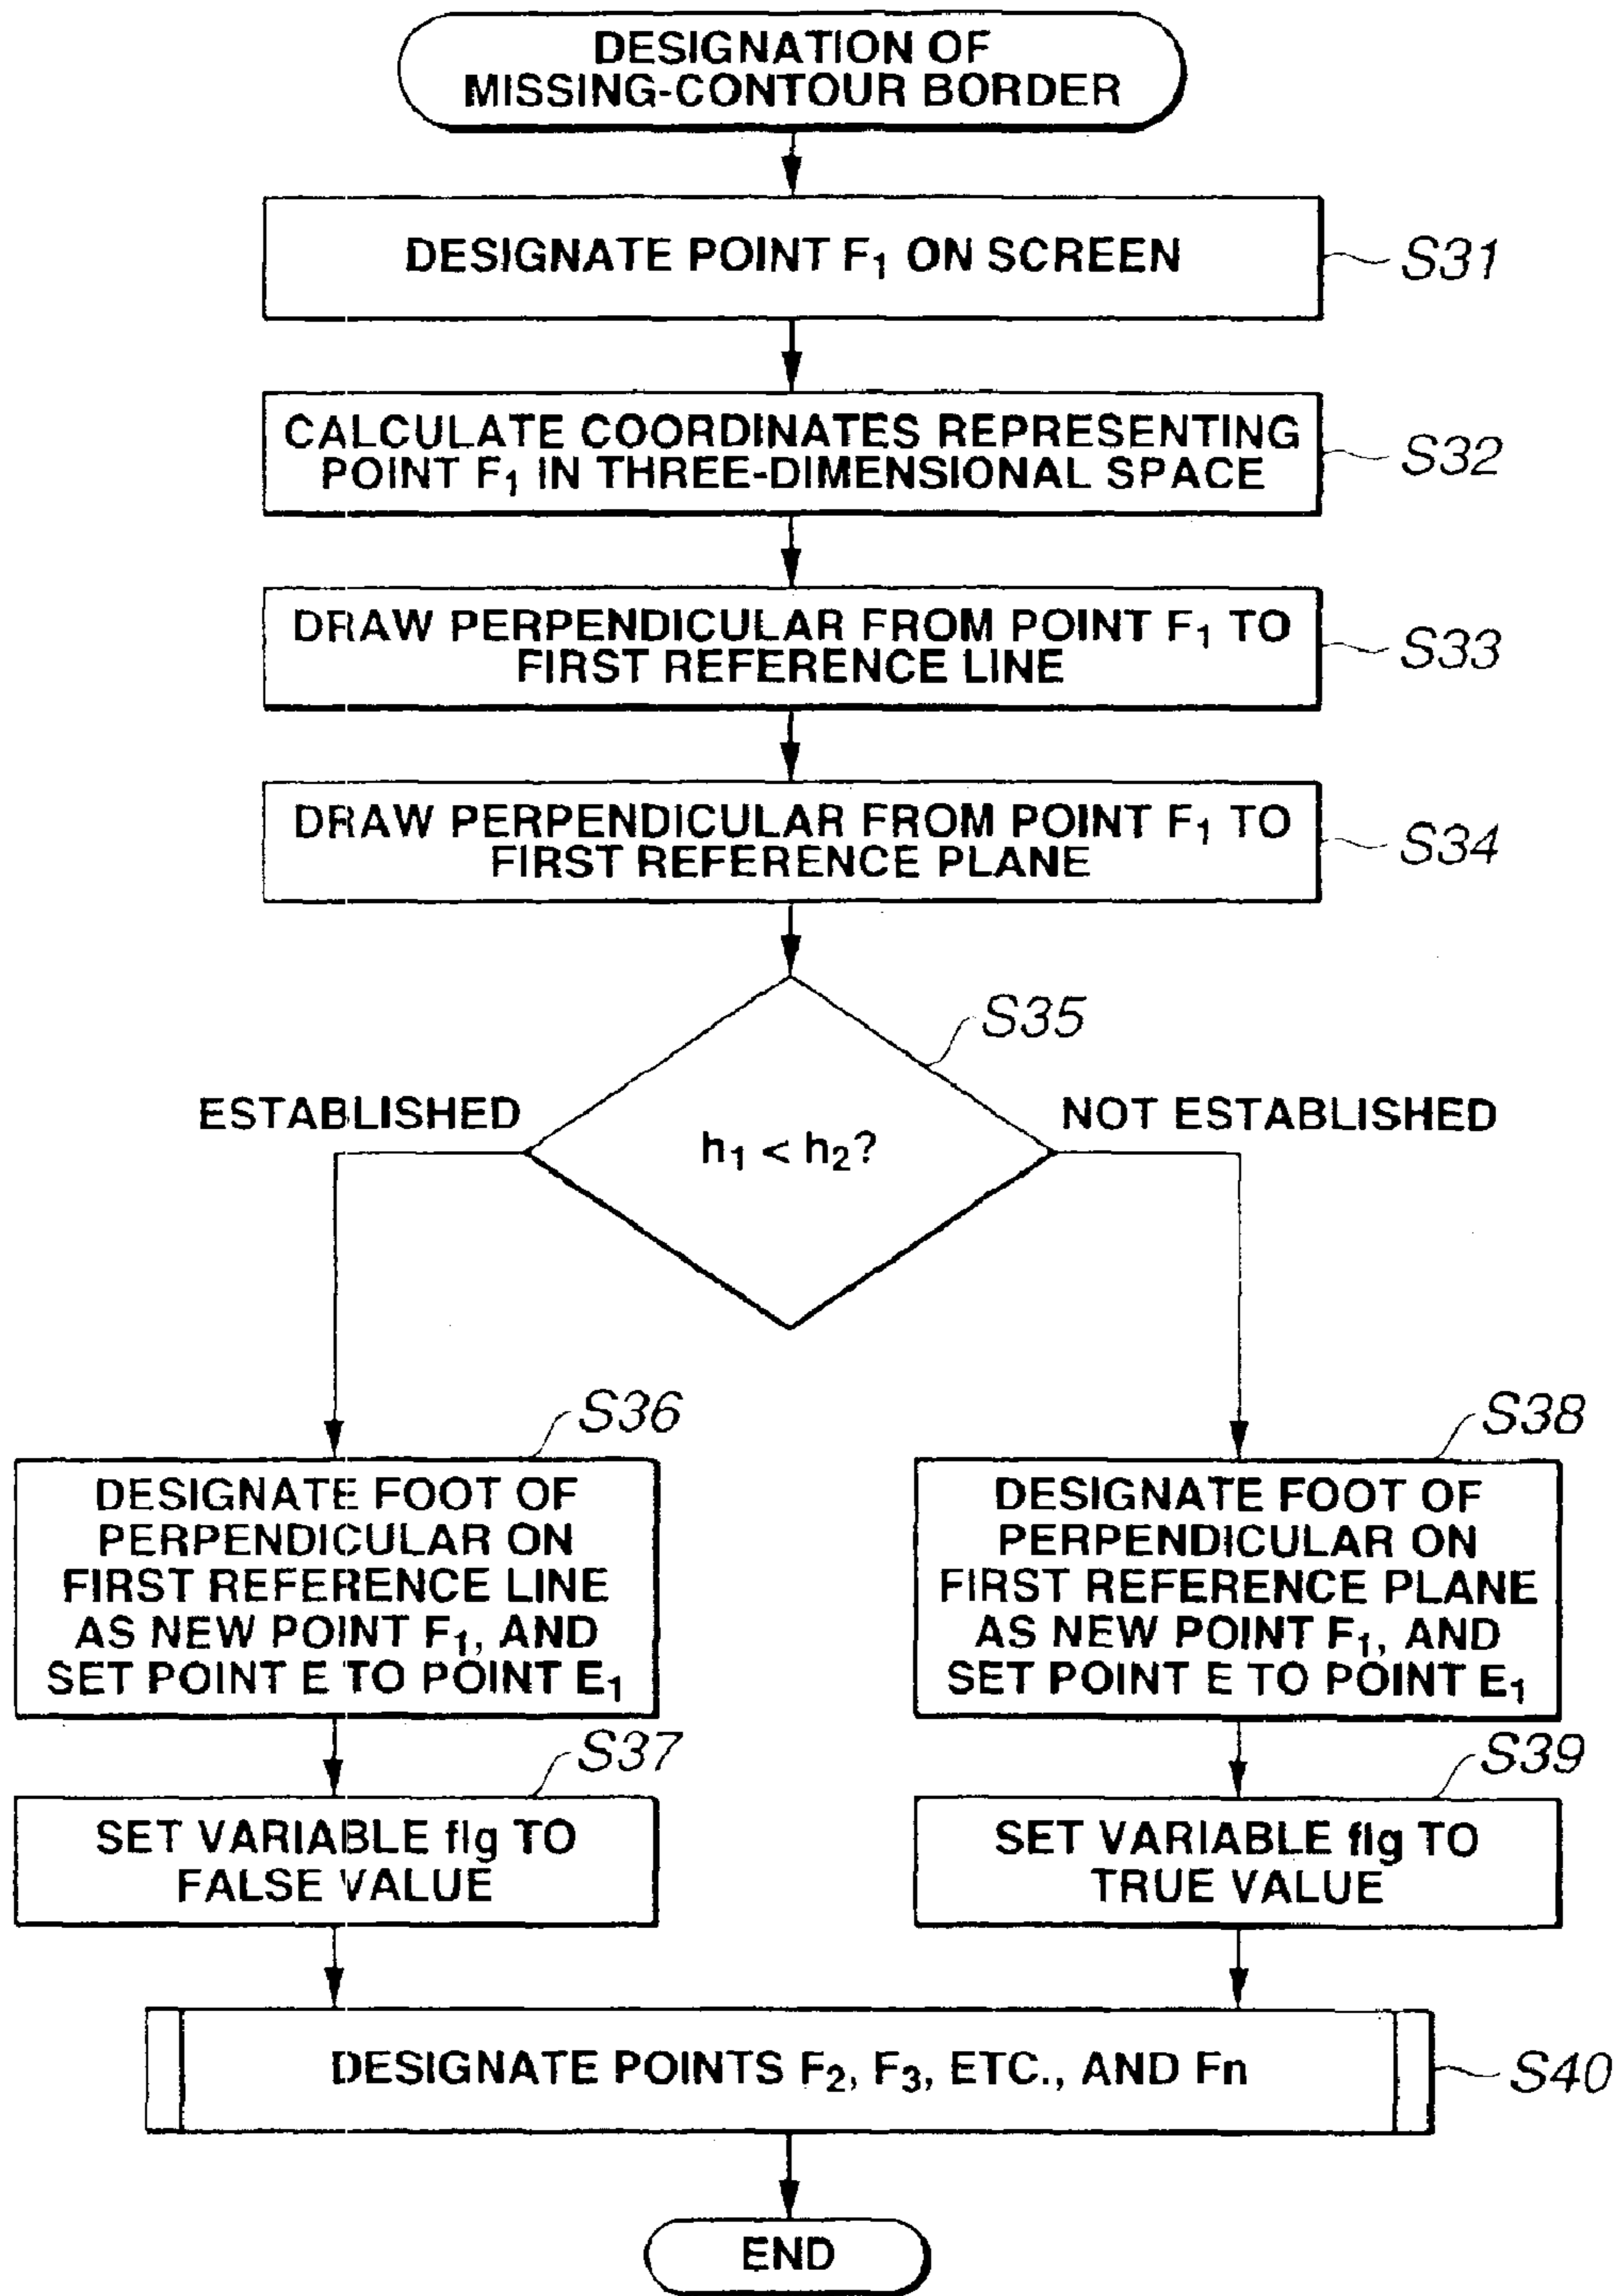 DESIGNATION OF
MISSING-CONTOUR BORDER
DESIGNATE POINT F₁ ON SCREEN
S31
CALCULATE COORDINATES REPRESENTING
POINT F₁ IN THREE-DIMENSIONAL SPACE
S32
DRAW PERPENDICULAR FROM POINT F₁ TO
FIRST REFERENCE LINE
S33
DRAW PERPENDICULAR FROM POINT F₁ TO
FIRST REFERENCE PLANE
S34
S35
ESTABLISHED
NOT ESTABLISHED
h₁ < h₂?
S36
DESIGNATE FOOT OF
PERPENDICULAR ON
FIRST REFERENCE LINE
AS NEW POINT F₁, AND
SET POINT E TO POINT E₁
S37
SET VARIABLE flg TO
FALSE VALUE
S38
DESIGNATE FOOT OF
PERPENDICULAR ON
FIRST REFERENCE PLANE
AS NEW POINT F₁, AND
SET POINT E TO POINT E₁
S39
SET VARIABLE flg TO
TRUE VALUE
DESIGNATE POINTS F₂, F₃, ETC., AND Fn
S40
END